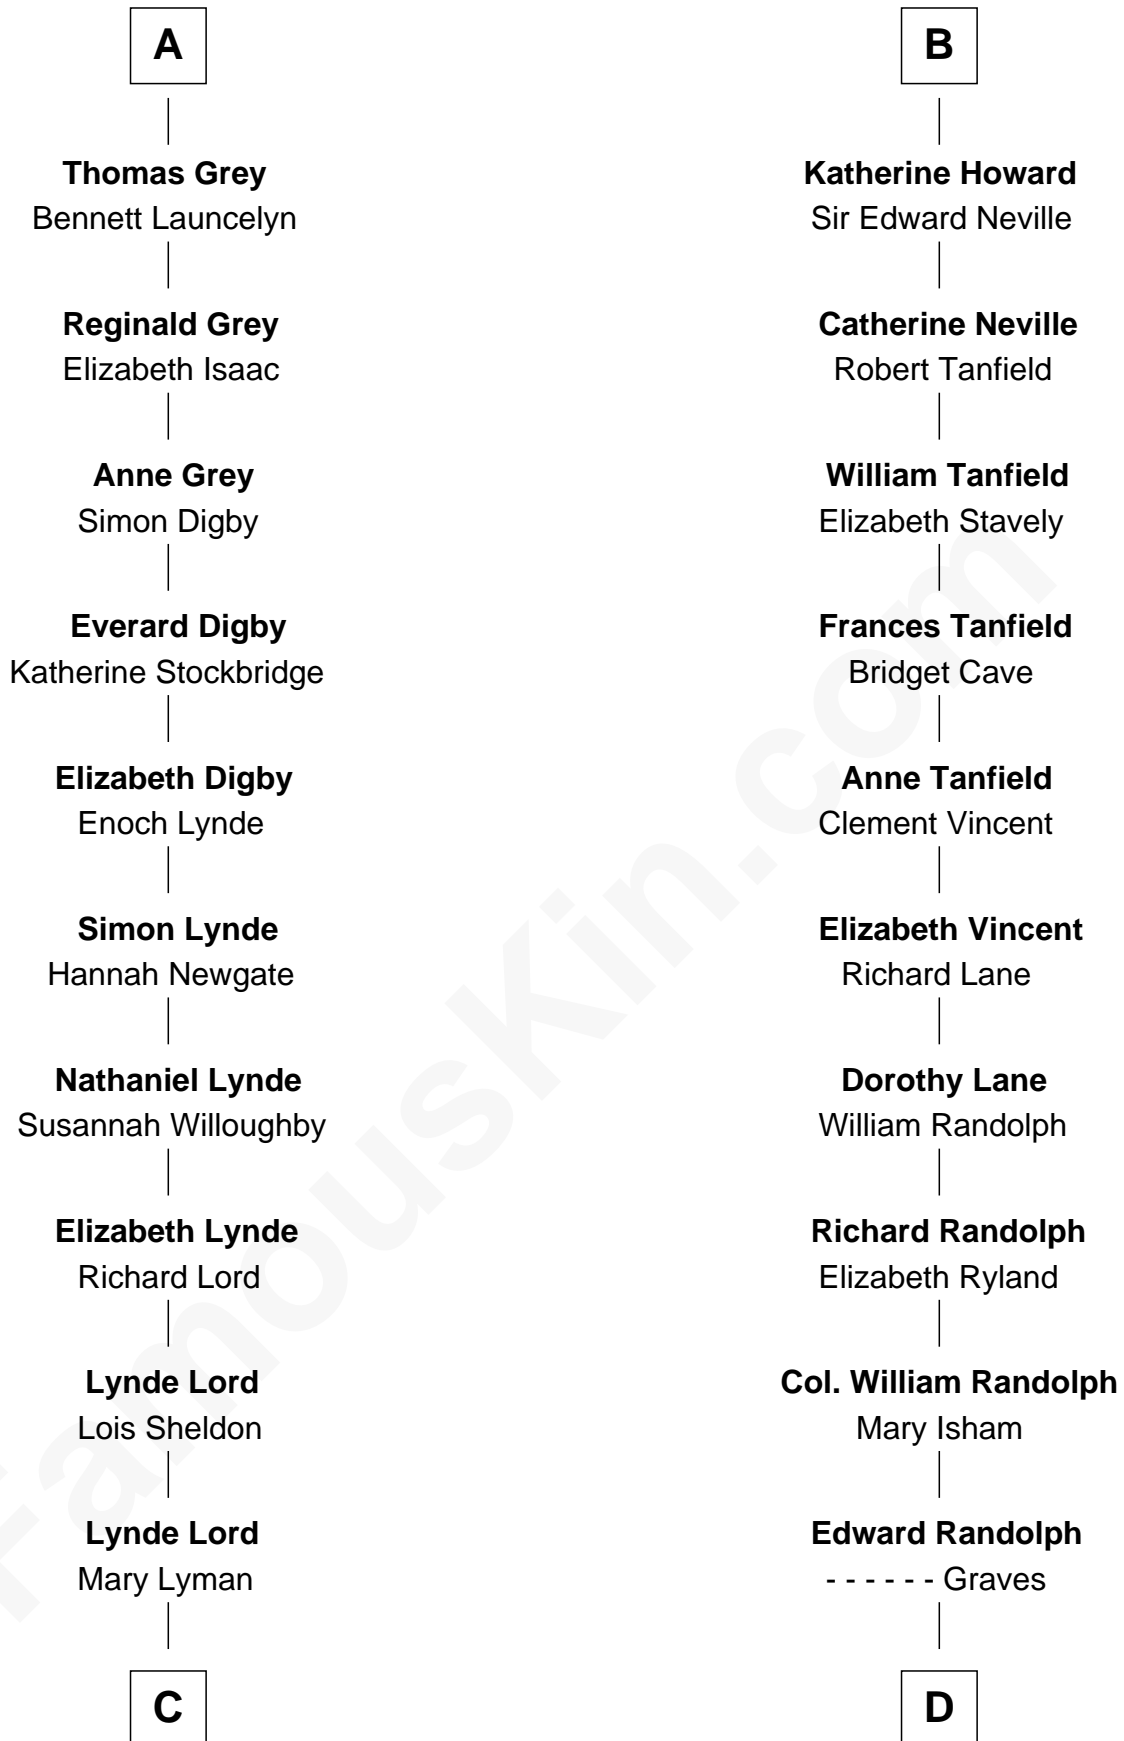 A
Thomas Grey
Bennett Launcelyn
Reginald Grey
Elizabeth Isaac
Anne Grey
Simon Digby
Everard Digby
Katherine Stockbridge
Elizabeth Digby
Enoch Lynde
Simon Lynde
Hannah Newgate
Nathaniel Lynde
Susannah Willoughby
Elizabeth Lynde
Richard Lord
Lynde Lord
Lois Sheldon
Lynde Lord
Mary Lyman
C
B
Katherine Howard
Sir Edward Neville
Catherine Neville
Robert Tanfield
William Tanfield
Elizabeth Stavely
Frances Tanfield
Bridget Cave
Anne Tanfield
Clement Vincent
Elizabeth Vincent
Richard Lane
Dorothy Lane
William Randolph
Richard Randolph
Elizabeth Ryland
Col. William Randolph
Mary Isham
Edward Randolph
- - - - - - Graves
D
FamousKin.com